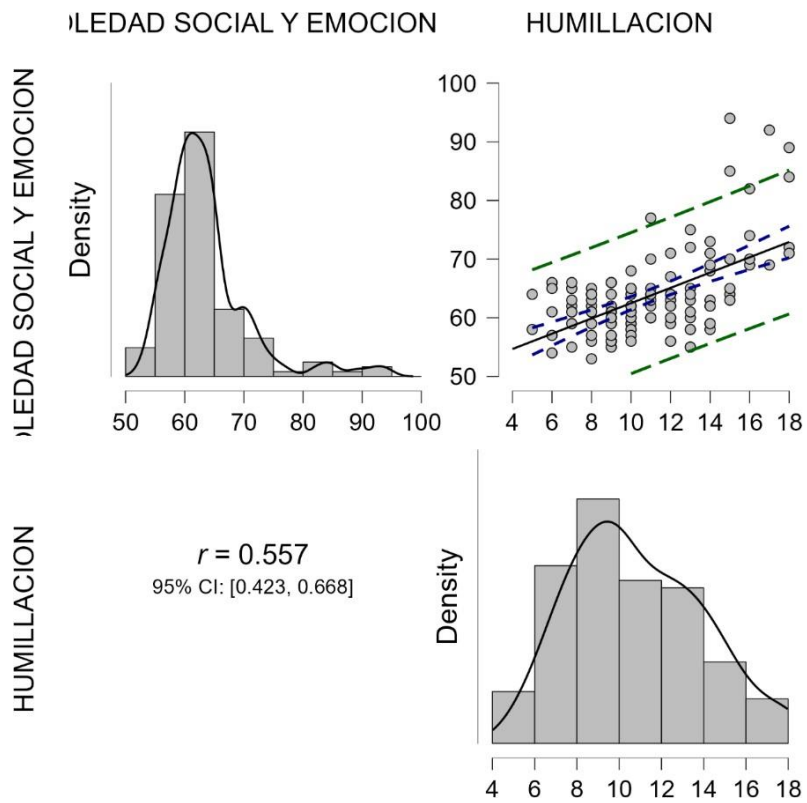 OLEDAD SOCIAL Y EMOCION
HUMILLACION
OLEDAD SOCIAL Y EMOCION
Density
50 60 70 80 90 100
100
90
80
70
60
50
4 6 8 10 12 14 16 18
HUMILLACION
r = 0.557
95% CI: [0.423, 0.668]
Density
4 6 8 10 12 14 16 18